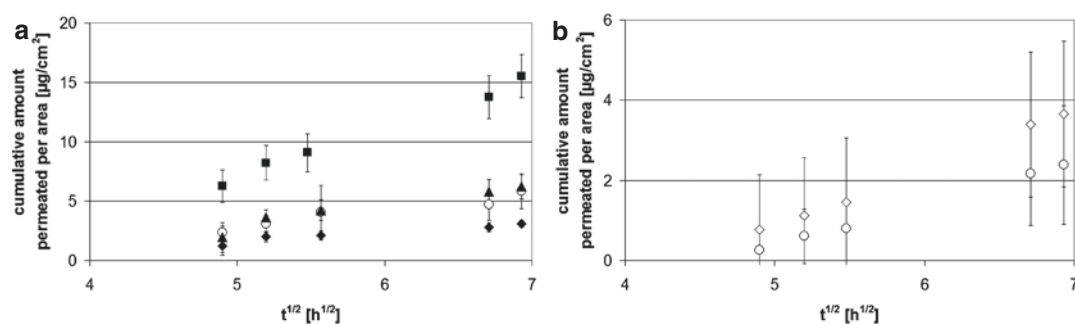 a
cumulative amount
permeated per area [µg/cm²]
20
15
10
5
0
4
5
6
7
t^1/2 [h^1/2]
b
cumulative amount
permeated per area [µg/cm²]
6
4
2
0
4
5
6
7
t^1/2 [h^1/2]